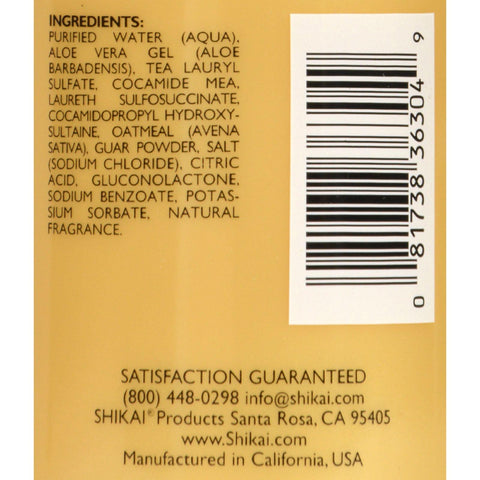 INGREDIENTS:
PURIFIED WATER (AQUA),
ALOE VERA GEL (ALOE
BARBADENSIS), TEA LAURYL
SULFATE, COCAMIDE MEA,
LAURETH SULFOSUCCINATE,
COCAMIDOPROPYL HYDROXY-
SULTAINE, OATMEAL (AVENA
SATIVA), GUAR POWDER, SALT
(SODIUM CHLORIDE), CITRIC
ACID, GLUCONOLACTONE,
SODIUM BENZOATE, POTAS-
SIUM SORBATE, NATURAL
FRAGRANCE.
0 81738 36304 9
SATISFACTION GUARANTEED
(800) 448-0298 info@shikai.com
SHIKAI® Products Santa Rosa, CA 95405
www.Shikai.com
Manufactured in California, USA